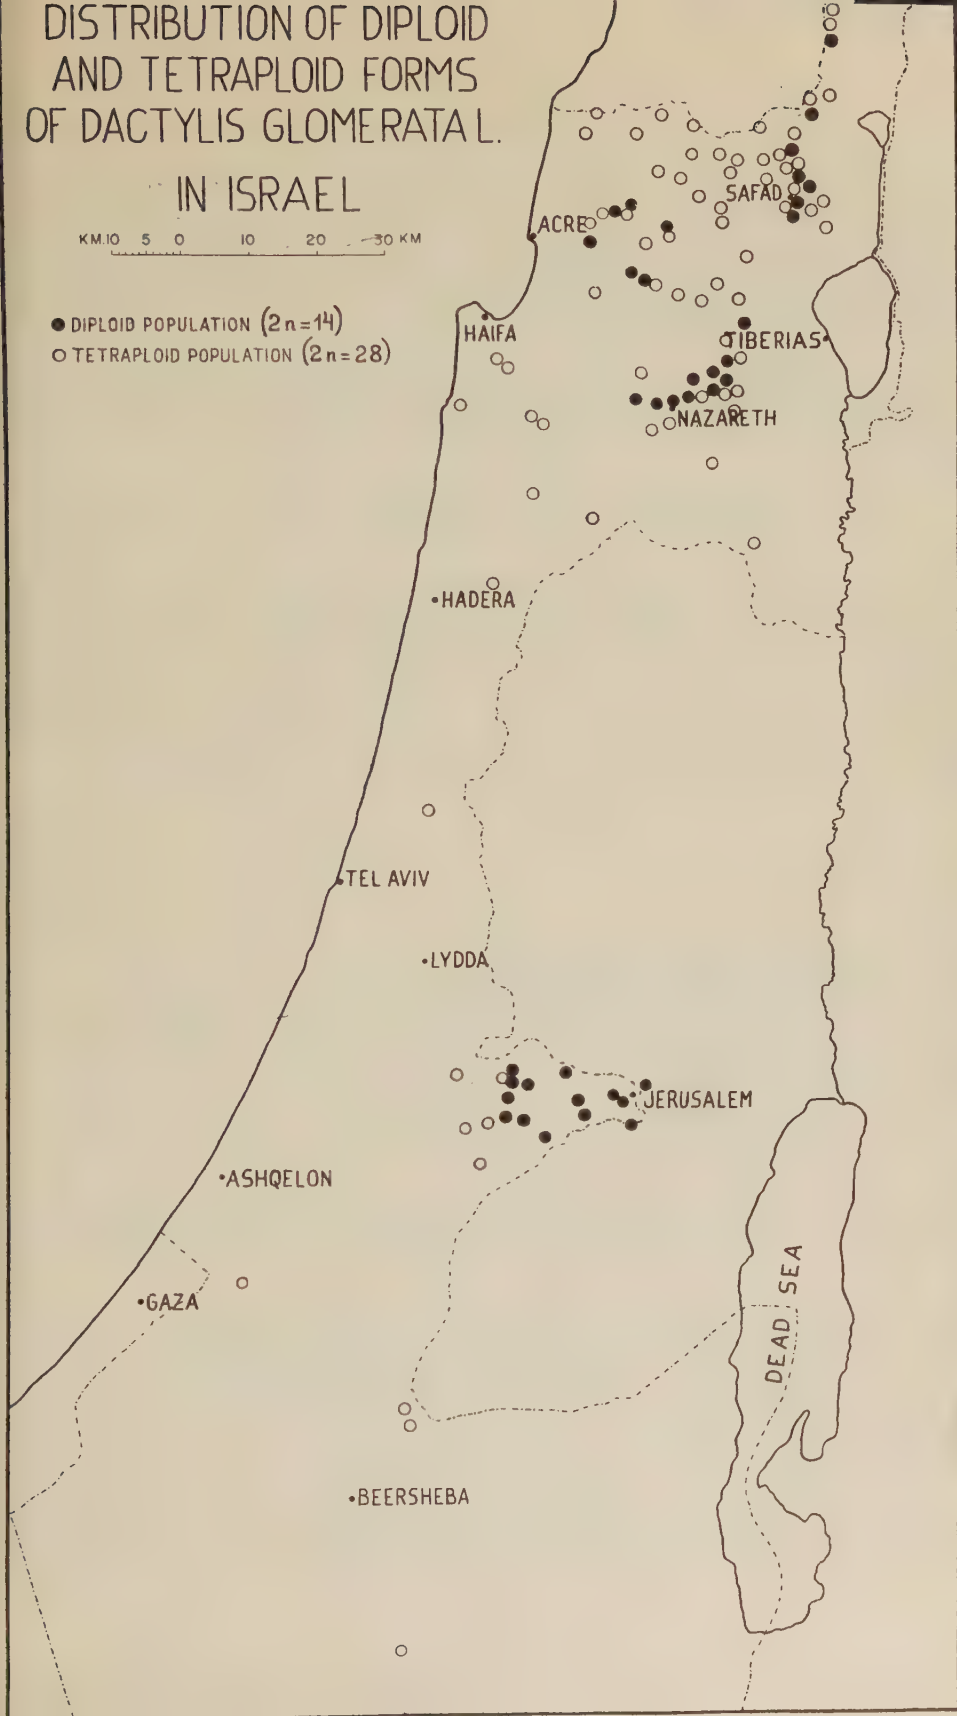 DISTRIBUTION OF DIPLOID
AND TETRAPLOID FORMS
OF DACTYLIS GLOMERATA L.
IN ISRAEL
KM.10 5 0 10 20 30 KM
DIPLOID POPULATION (2n=14)
TETRAPLOID POPULATION (2n=28)
SAFAD
ACRE
HAIFA
TIBERIAS
NAZARETH
HADERA
TEL AVIV
LYDDA
JERUSALEM
ASHQELON
GAZA
DEAD SEA
BEERSHEBA